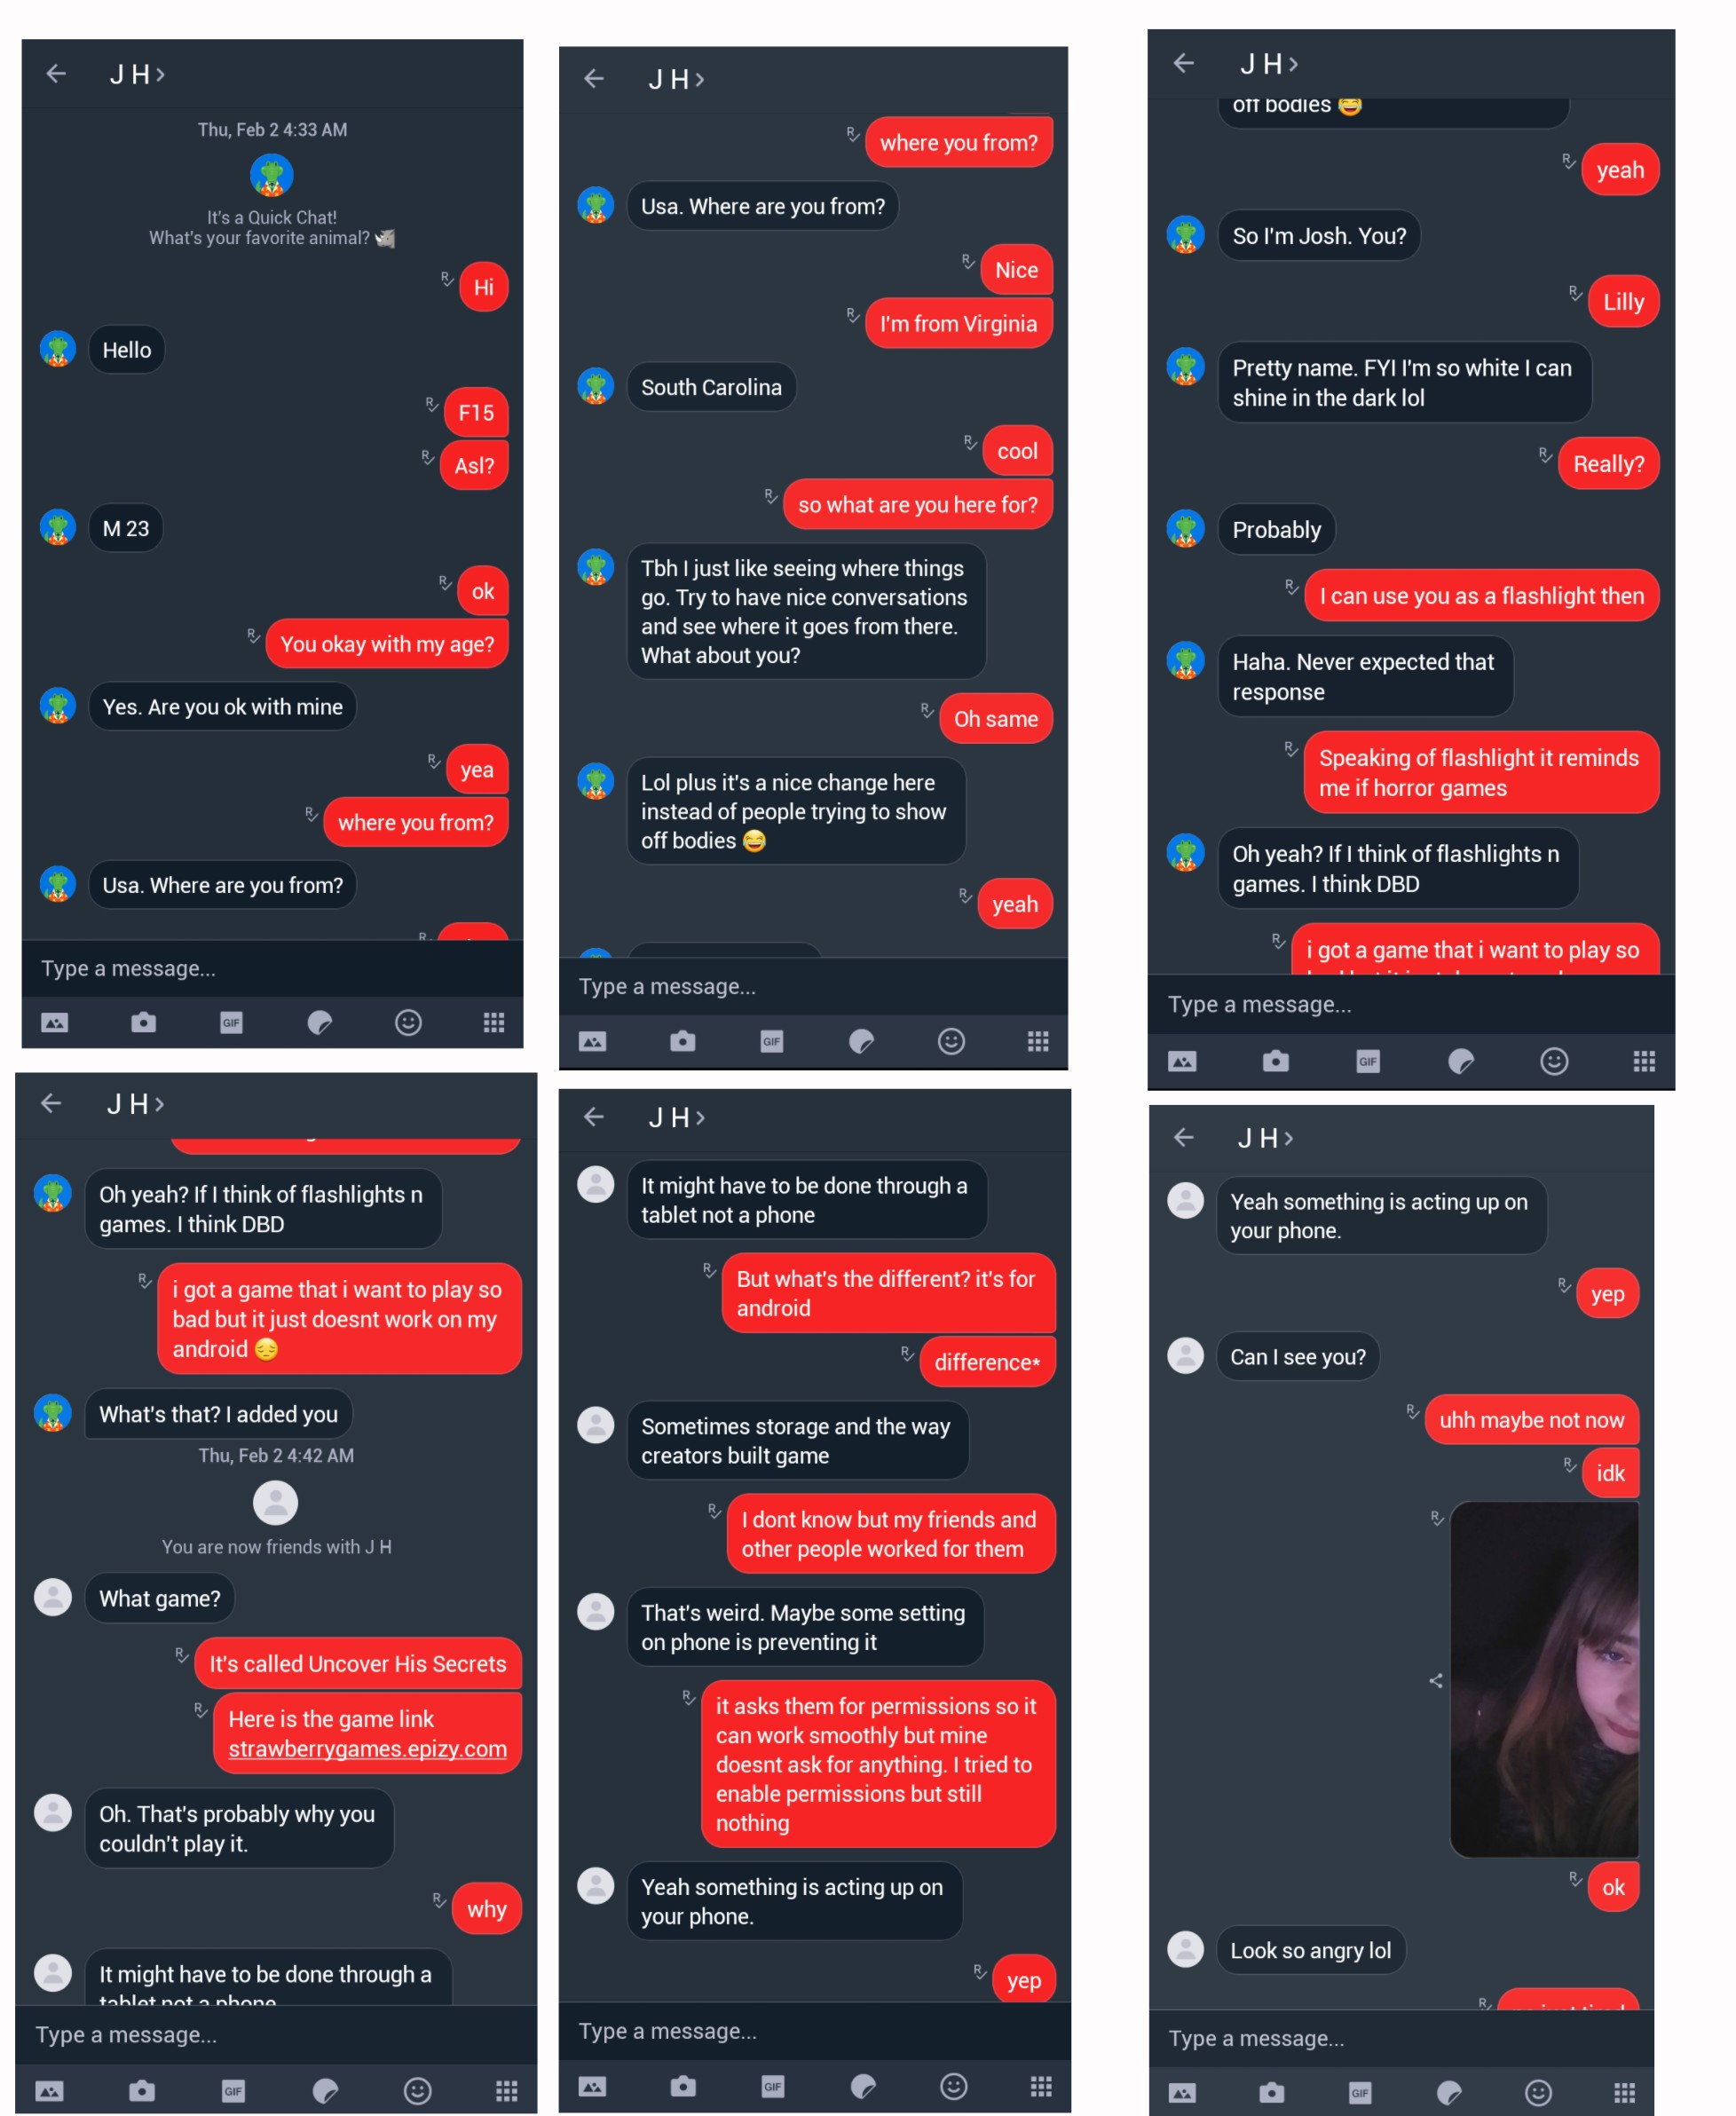 J H >
Thu, Feb 2 4:33 AM
It's a Quick Chat!
What's your favorite animal? 🦏
Hi
Hello
F15
Asl?
M 23
ok
You okay with my age?
Yes. Are you ok with mine
yea
where you from?
Usa. Where are you from?
Type a message...
GIF
J H >
where you from?
Usa. Where are you from?
Nice
I'm from Virginia
South Carolina
cool
so what are you here for?
Tbh I just like seeing where things
go. Try to have nice conversations
and see where it goes from there.
What about you?
Oh same
Lol plus it's a nice change here
instead of people trying to show
off bodies 😂
yeah
Type a message...
GIF
J H >
off bodies 😂
yeah
So I'm Josh. You?
Lilly
Pretty name. FYI I'm so white I can
shine in the dark lol
Really?
Probably
I can use you as a flashlight then
Haha. Never expected that
response
Speaking of flashlight it reminds
me if horror games
Oh yeah? If I think of flashlights n
games. I think DBD
i got a game that i want to play so
Type a message...
GIF
J H >
Oh yeah? If I think of flashlights n
games. I think DBD
i got a game that i want to play so
bad but it just doesnt work on my
android 😔
What's that? I added you
Thu, Feb 2 4:42 AM
You are now friends with J H
What game?
It's called Uncover His Secrets
Here is the game link
strawberrygames.epizy.com
Oh. That's probably why you
couldn't play it.
why
It might have to be done through a
tablet not a phone
Type a message...
GIF
J H >
It might have to be done through a
tablet not a phone
But what's the different? it's for
android
difference*
Sometimes storage and the way
creators built game
I dont know but my friends and
other people worked for them
That's weird. Maybe some setting
on phone is preventing it
it asks them for permissions so it
can work smoothly but mine
doesnt ask for anything. I tried to
enable permissions but still
nothing
Yeah something is acting up on
your phone.
yep
Type a message...
GIF
J H >
Yeah something is acting up on
your phone.
yep
Can I see you?
uhh maybe not now
idk
ok
Look so angry lol
Type a message...
GIF